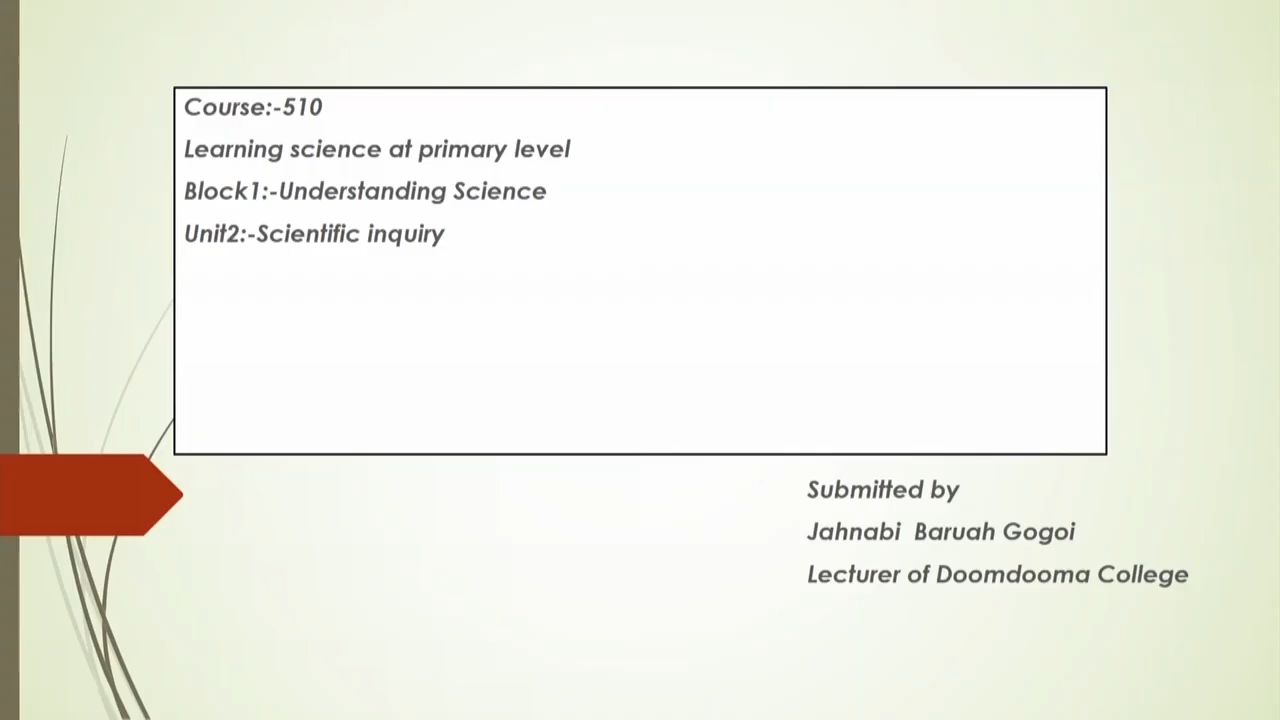 Course:-510
Learning science at primary level
Block1:-Understanding Science
Unit2:-Scientific inquiry
Submitted by
Jahnabi Baruah Gogoi
Lecturer of Doomdooma College